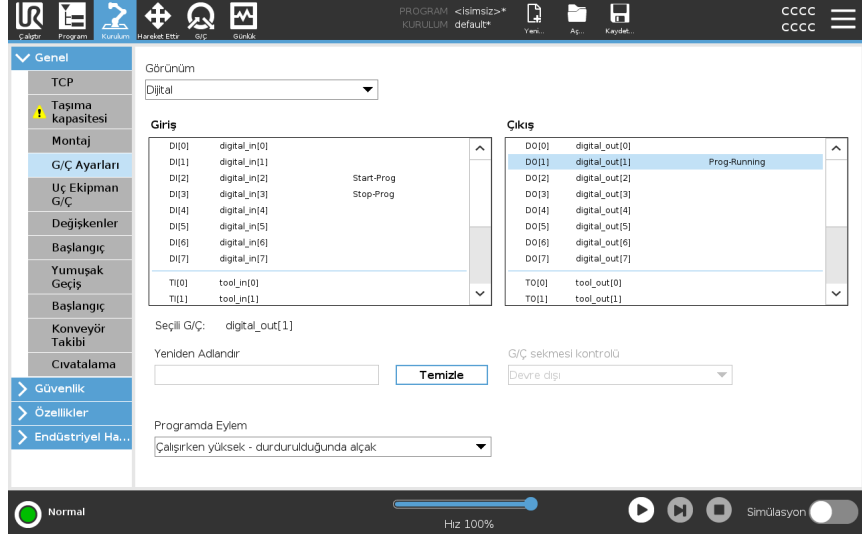 PROGRAM <isimsiz>*
KURULUM default*
CCCC
CCCC
Çalıştır Program Kurulum Hareket Ettir G/Ç Günlük
Yeni... Aç... Kaydet...
Genel
TCP
Taşıma
kapasitesi
Montaj
G/Ç Ayarları
Uç Ekipman
G/Ç
Değişkenler
Başlangıç
Yumuşak
Geçiş
Başlangıç
Konveyör
Takibi
Cıvatalama
Güvenlik
Özellikler
Endüstriyel Ha...
Görünüm
Dijital
Giriş
DI[0] digital_in[0]
DI[1] digital_in[1]
DI[2] digital_in[2] Start-Prog
DI[3] digital_in[3] Stop-Prog
DI[4] digital_in[4]
DI[5] digital_in[5]
DI[6] digital_in[6]
DI[7] digital_in[7]
TI[0] tool_in[0]
TI[1] tool_in[1]
Çıkış
DO[0] digital_out[0]
DO[1] digital_out[1] Prog-Running
DO[2] digital_out[2]
DO[3] digital_out[3]
DO[4] digital_out[4]
DO[5] digital_out[5]
DO[6] digital_out[6]
DO[7] digital_out[7]
TO[0] tool_out[0]
TO[1] tool_out[1]
Seçili G/Ç: digital_out[1]
Yeniden Adlandır
Temizle
G/Ç sekmesi kontrolü
Devre dışı
Programda Eylem
Çalışırken yüksek - durdurulduğunda alçak
Normal
Hız 100%
Simülasyon